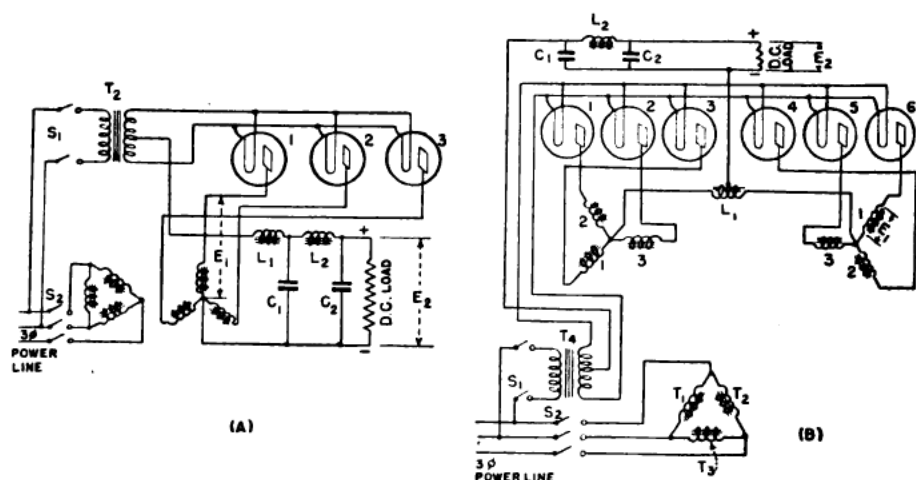 T2
S1
1
2
3
E1
L1
L2
+
C1
C2
D.C. LOAD
E2
-
S2
3ø
POWER
LINE
(A)
L2
C1
C2
+
-
D.C.
LOAD
E2
1
2
3
4
5
6
L1
2
1
3
1
E1
3
2
T4
S1
S2
T1
T2
T3
3ø
POWER LINE
(B)